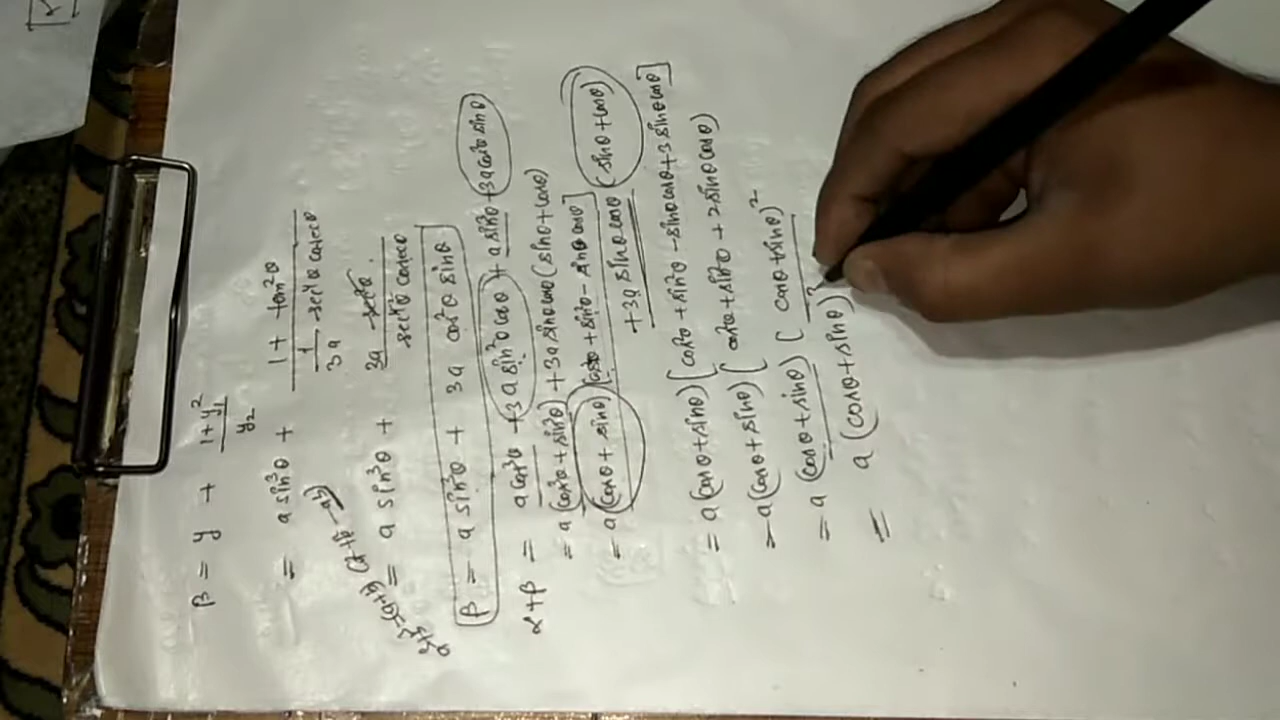 β = y + 1+y₁² / y₂
= a sin³θ + 1 + tan²θ / 1/3a sec⁴θ cosecθ
= a sin³θ + 3a sec²θ / sec⁴θ cosecθ
β = a sin³θ + 3a cos²θ sinθ
α+β = a cos³θ + 3a sin²θ cosθ + a sin³θ + 3a cos²θ sinθ
= a (cos³θ + sin³θ) + 3a sinθ cosθ (sinθ + cosθ)
= a (cosθ + sinθ) [cos²θ + sin²θ - sinθ cosθ]
+ 3a sinθ cosθ (sinθ + cosθ)
= a (cosθ + sinθ) [cos²θ + sin²θ - sinθ cosθ + 3 sinθ cosθ]
= a (cosθ + sinθ) [cos²θ + sin²θ + 2 sinθ cosθ)
= a (cosθ + sinθ) ( cosθ + sinθ)²
= a (cosθ + sinθ)³